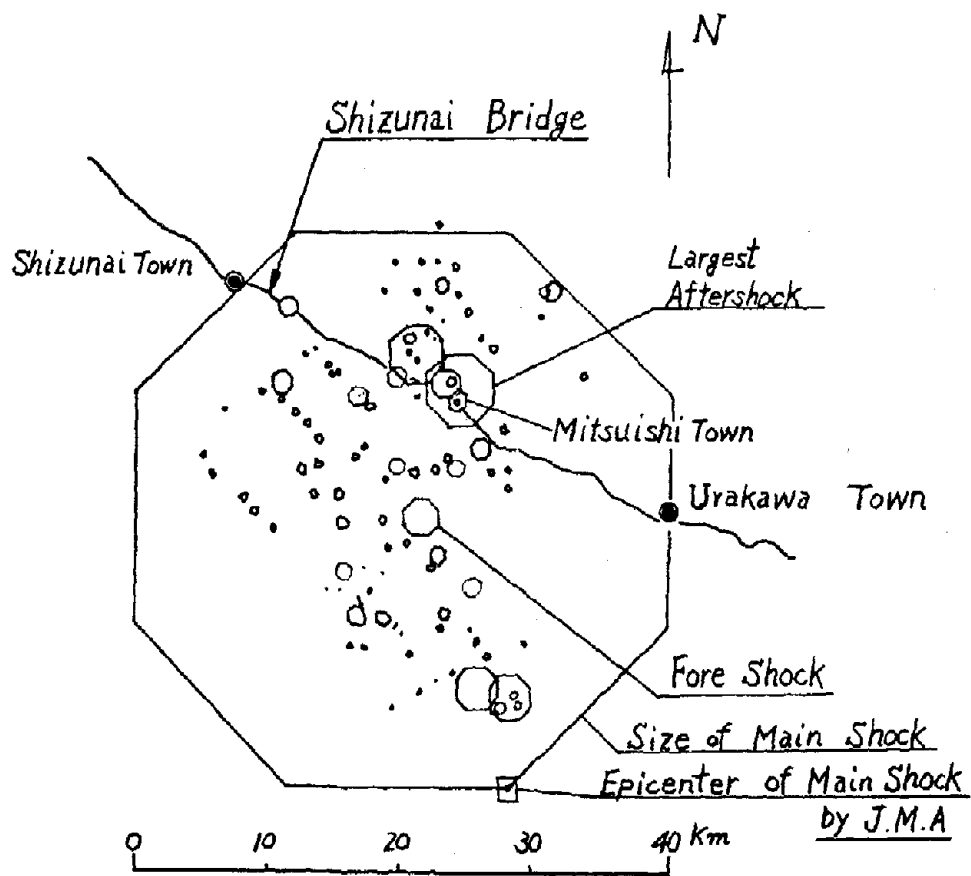 N
Shizunai Bridge
Shizunai Town
Largest
Aftershock
Mitsuishi Town
Urakawa Town
Fore Shock
Size of Main Shock
Epicenter of Main Shock
by J.M.A
0 10 20 30 40 Km